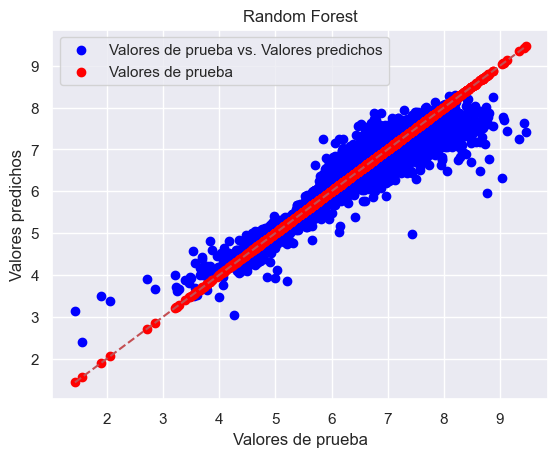 Random Forest
Valores de prueba vs. Valores predichos
Valores de prueba
9
8
7
6
5
4
3
2
Valores predichos
2 3 4 5 6 7 8 9
Valores de prueba